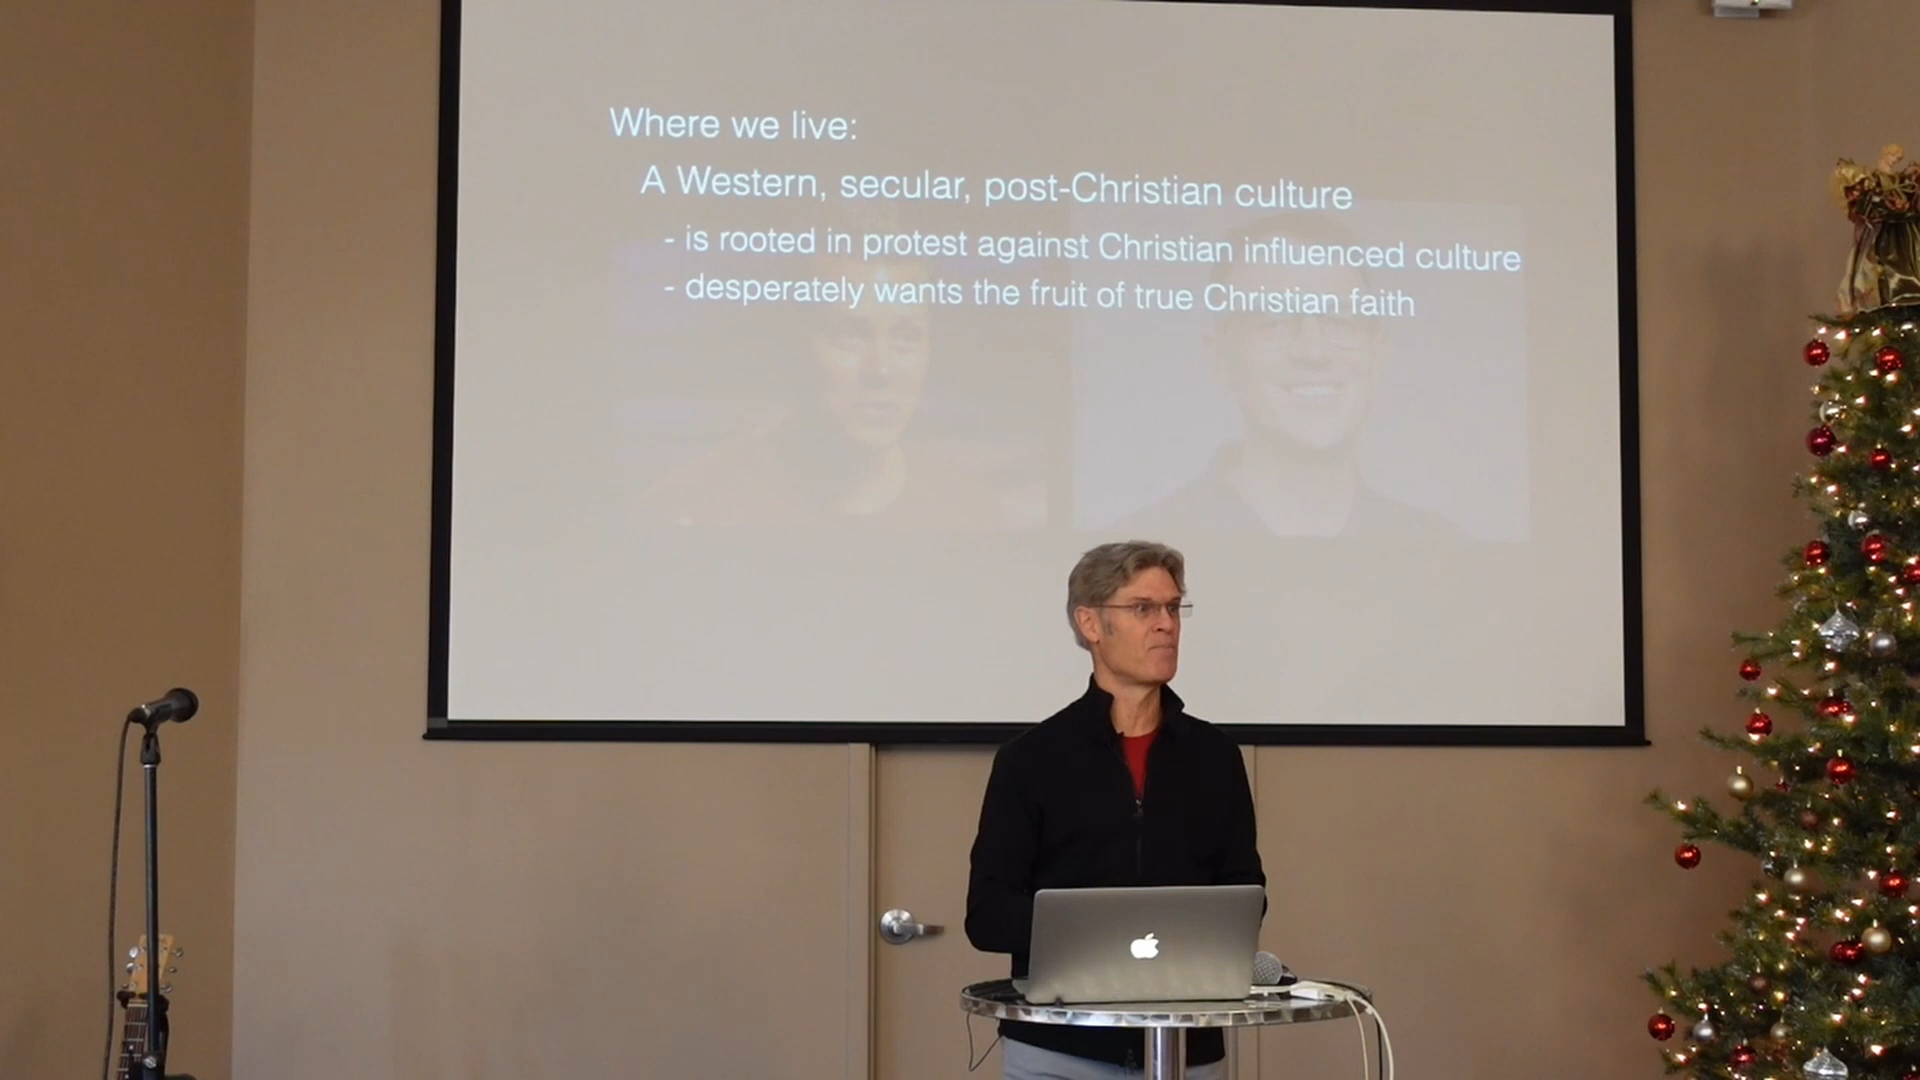 Where we live:
A Western, secular, post-Christian culture
- is rooted in protest against Christian influenced culture
- desperately wants the fruit of true Christian faith